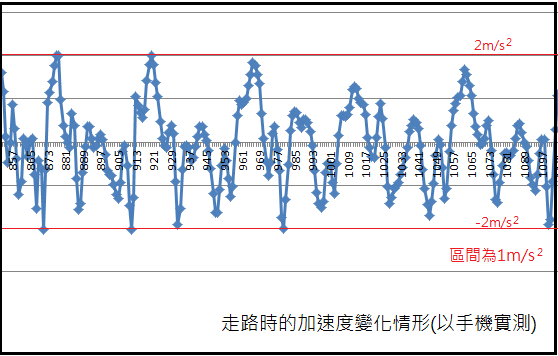 2m/s²
857 865 873 881 889 897 905 913 921 929 937 945 953 961 969 977 985 993 1001 1009 1017 1025 1033 1041 1049 1057 1065 1073 1081 1089 1097
-2m/s²
區間為1m/s²
走路時的加速度變化情形(以手機實測)